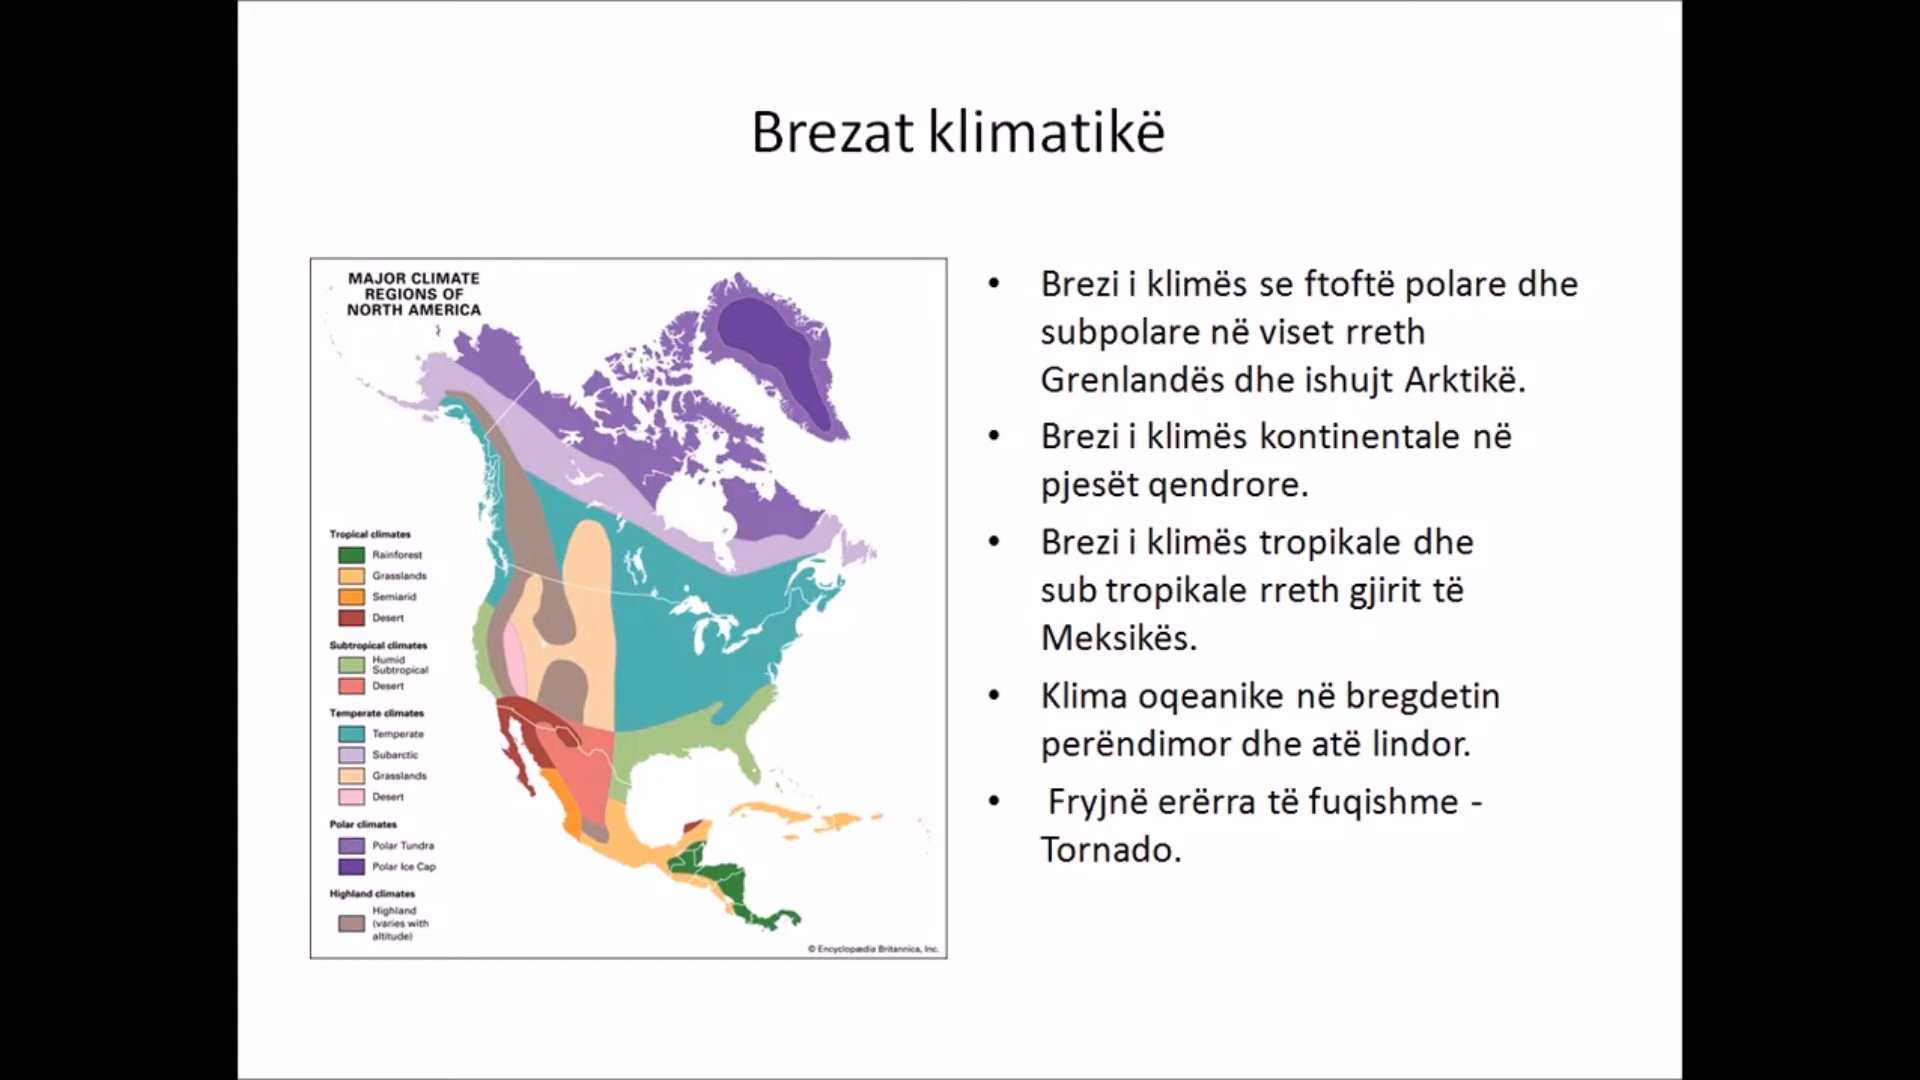 Brezat klimatikë
MAJOR CLIMATE
REGIONS OF
NORTH AMERICA
Tropical climates
Rainforest
Grasslands
Semiarid
Desert
Subtropical climates
Humid
Subtropical
Desert
Temperate climates
Temperate
Subarctic
Grasslands
Desert
Polar climates
Polar Tundra
Polar Ice Cap
Highland climates
Highland
(varies with
altitude)
© Encyclopædia Britannica, Inc.
• Brezi i klimës se ftoftë polare dhe
subpolare në viset rreth
Grenlandës dhe ishujt Arktikë.
• Brezi i klimës kontinentale në
pjesët qendrore.
• Brezi i klimës tropikale dhe
sub tropikale rreth gjirit të
Meksikës.
• Klima oqeanike në bregdetin
perëndimor dhe atë lindor.
• Fryjnë erërra të fuqishme -
Tornado.